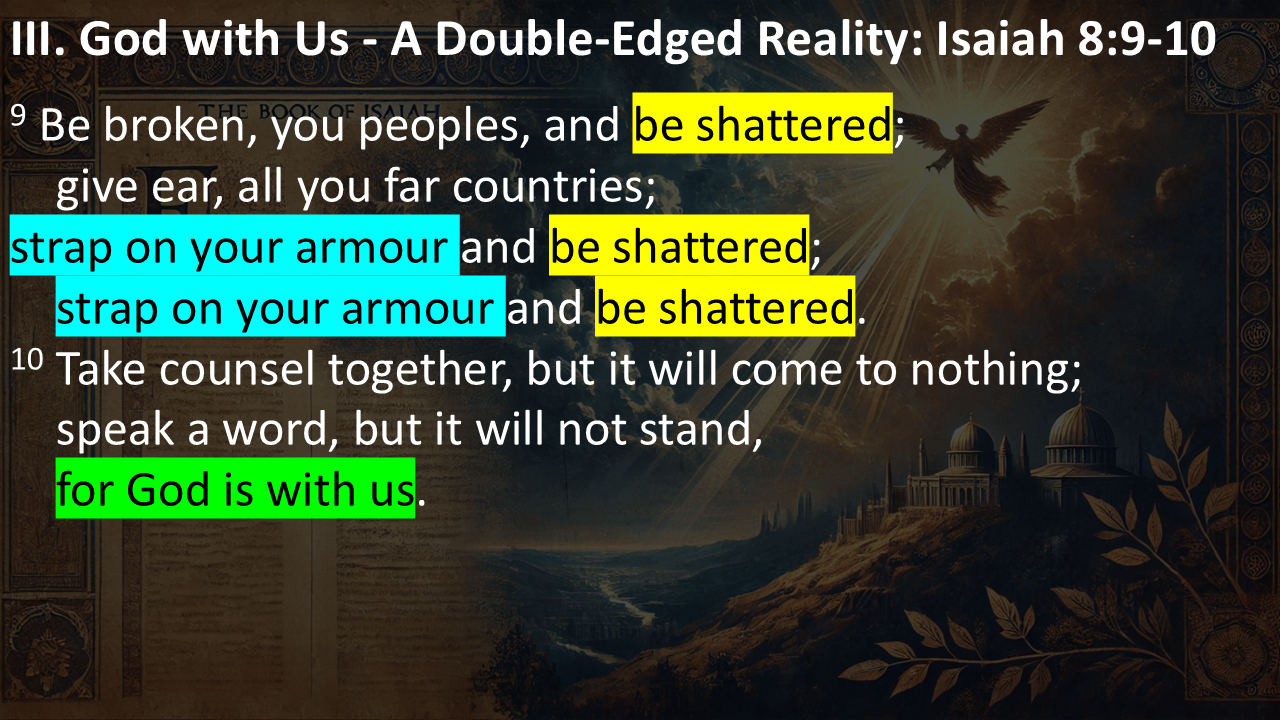 III. God with Us - A Double-Edged Reality: Isaiah 8:9-10
THE BOOK OF ISAIAH
9 Be broken, you peoples, and be shattered;
give ear, all you far countries;
strap on your armour and be shattered;
strap on your armour and be shattered.
10 Take counsel together, but it will come to nothing;
speak a word, but it will not stand,
for God is with us.